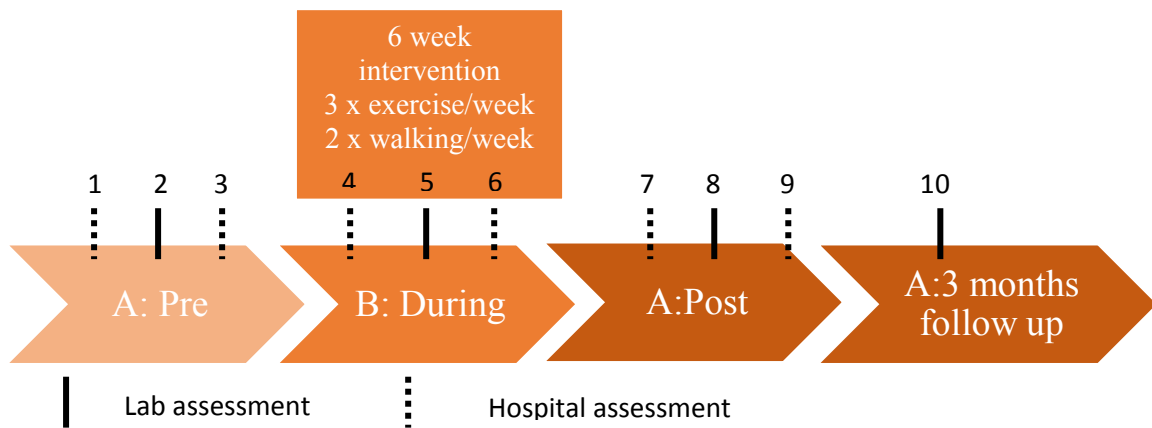 6 week
intervention
3 x exercise/week
2 x walking/week
1 2 3 4 5 6 7 8 9 10
A: Pre
B: During
A:Post
A:3 months
follow up
Lab assessment
Hospital assessment